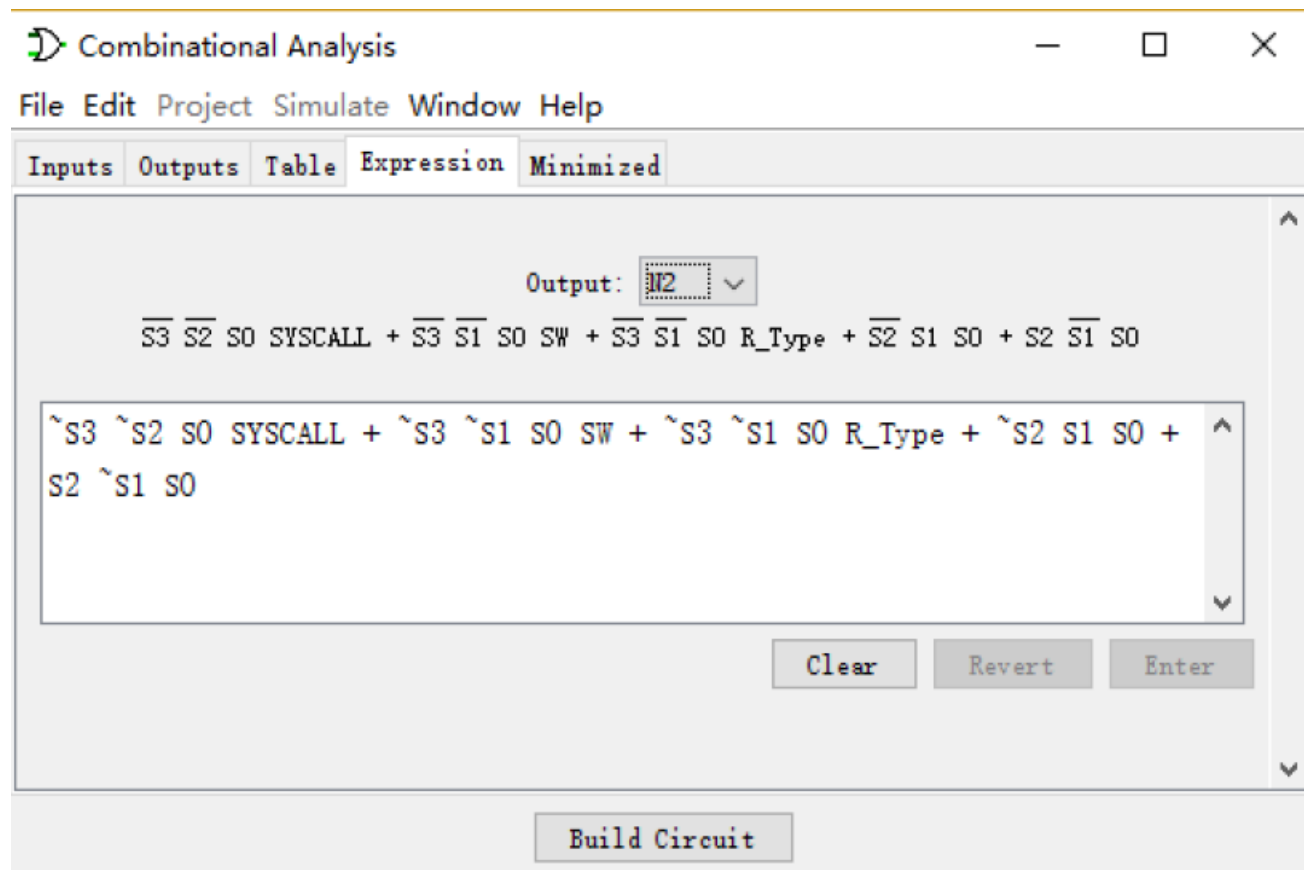 Combinational Analysis
File Edit Project Simulate Window Help
Inputs Outputs Table Expression Minimized
Output: N2
S3 S2 S0 SYSCALL + S3 S1 S0 SW + S3 S1 S0 R_Type + S2 S1 S0 + S2 S1 S0
~S3 ~S2 S0 SYSCALL + ~S3 ~S1 S0 SW + ~S3 ~S1 S0 R_Type + ~S2 S1 S0 +
S2 ~S1 S0
Clear Revert Enter
Build Circuit